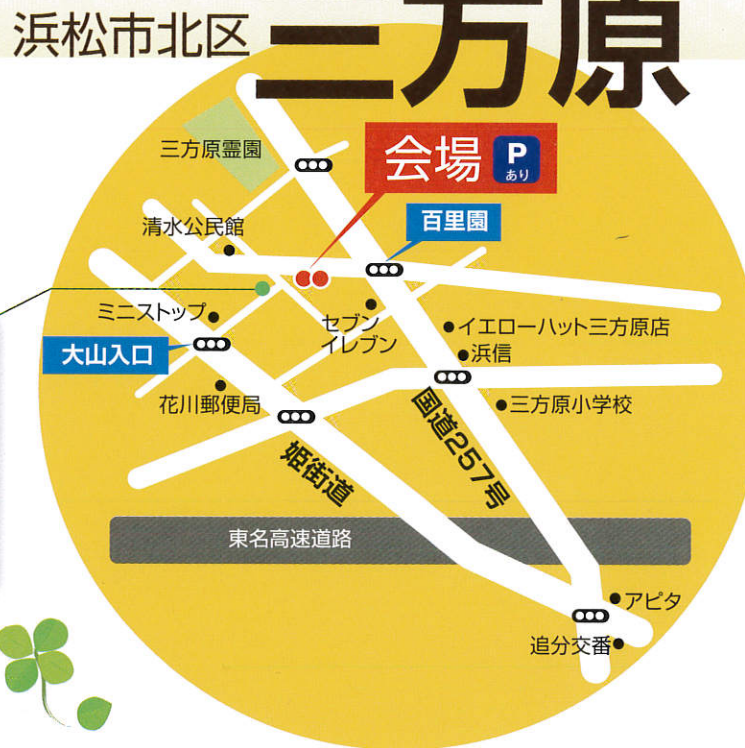 浜松市北区
三方原
三方原霊園
会場
P
あり
清水公民館
百里園
ミニストップ
セブン
イレブン
イエローハット三方原店
浜信
大山入口
花川郵便局
三方原小学校
国道257号
姫街道
東名高速道路
アピタ
追分交番